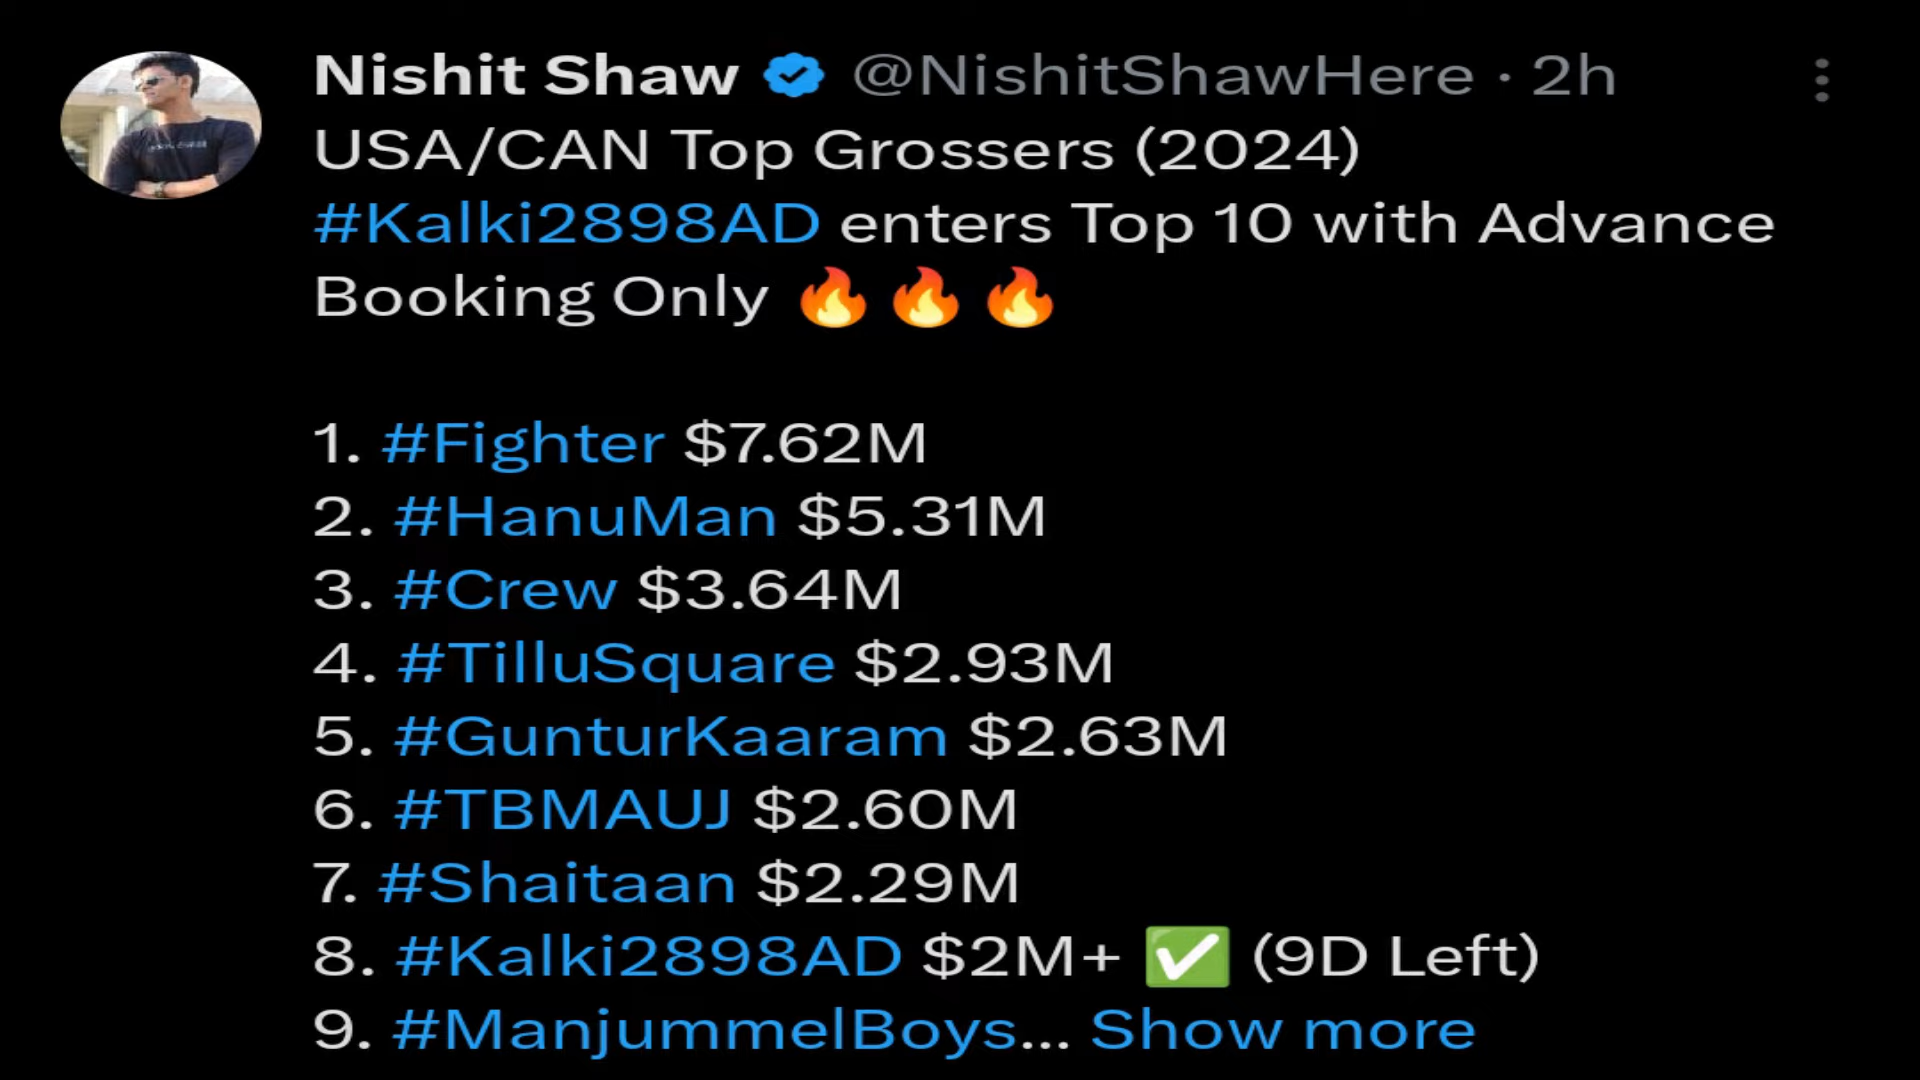 Nishit Shaw @NishitShawHere · 2h
USA/CAN Top Grossers (2024)
#Kalki2898AD enters Top 10 with Advance
Booking Only 🔥 🔥 🔥
1. #Fighter $7.62M
2. #HanuMan $5.31M
3. #Crew $3.64M
4. #TilluSquare $2.93M
5. #GunturKaaram $2.63M
6. #TBMAUJ $2.60M
7. #Shaitaan $2.29M
8. #Kalki2898AD $2M+ ✅ (9D Left)
9. #ManjummelBoys... Show more